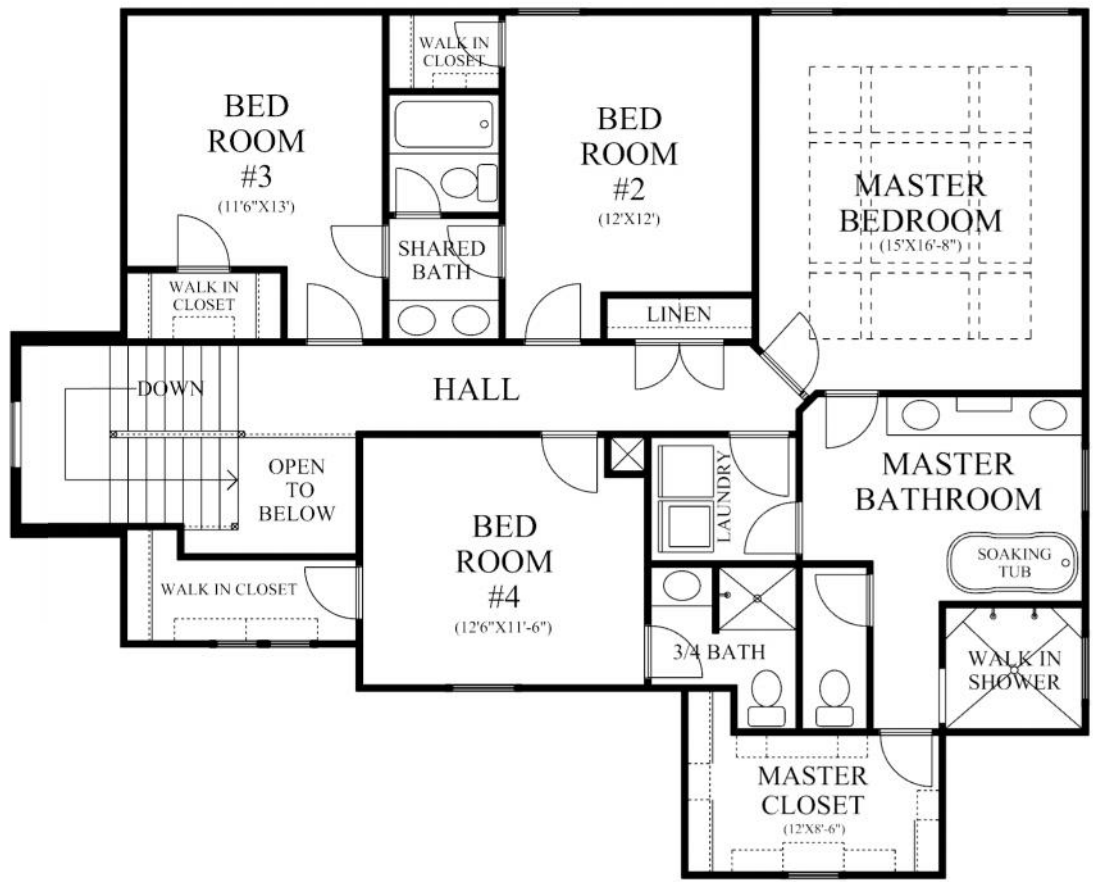 BED
ROOM
#3
(11'6"X13')
WALK IN
CLOSET
BED
ROOM
#2
(12'X12')
MASTER
BEDROOM
(15'X16'-8")
SHARED
BATH
WALK IN
CLOSET
LINEN
DOWN
HALL
OPEN
TO
BELOW
LAUNDRY
MASTER
BATHROOM
BED
ROOM
#4
(12'6"X11'-6")
SOAKING
TUB
WALK IN CLOSET
3/4 BATH
WALK IN
SHOWER
MASTER
CLOSET
(12'X8'-6")